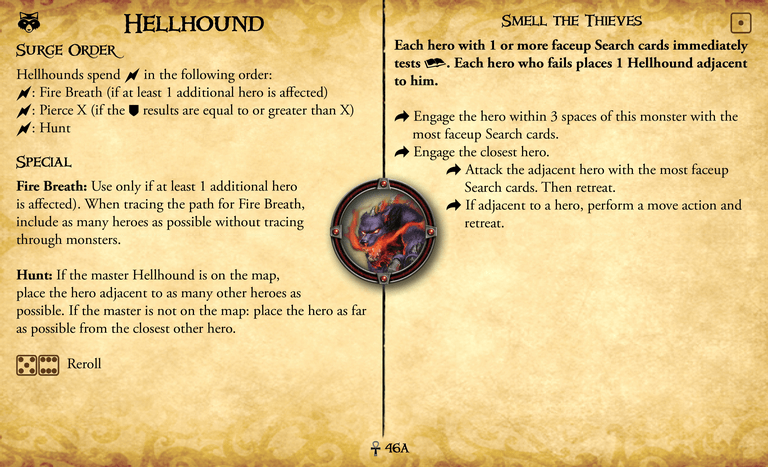 Hellhound
Surge Order
Hellhounds spend in the following order:
: Fire Breath (if at least 1 additional hero is affected)
: Pierce X (if the results are equal to or greater than X)
: Hunt
Special
Fire Breath: Use only if at least 1 additional hero
is affected). When tracing the path for Fire Breath,
include as many heroes as possible without tracing
through monsters.
Hunt: If the master Hellhound is on the map,
place the hero adjacent to as many other heroes as
possible. If the master is not on the map: place the hero as far
as possible from the closest other hero.
Reroll
Smell the Thieves
Each hero with 1 or more faceup Search cards immediately
tests . Each hero who fails places 1 Hellhound adjacent
to him.
Engage the hero within 3 spaces of this monster with the
most faceup Search cards.
Engage the closest hero.
Attack the adjacent hero with the most faceup
Search cards. Then retreat.
If adjacent to a hero, perform a move action and
retreat.
46A